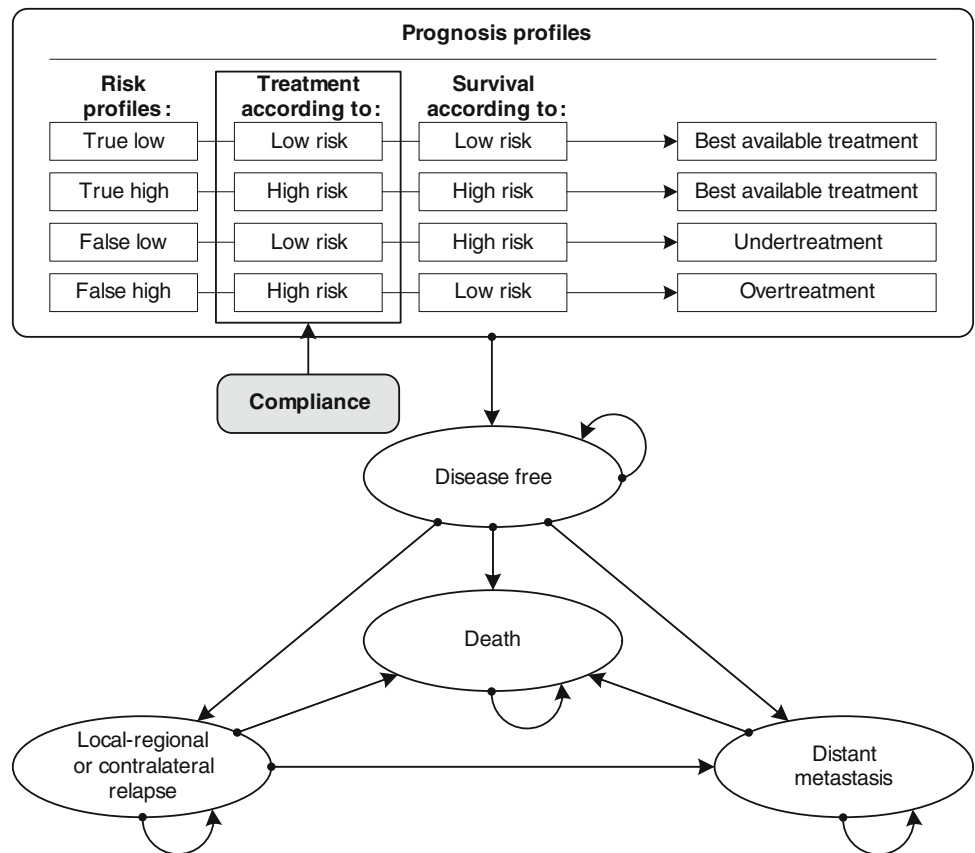 Prognosis profiles
Risk profiles:
Treatment according to:
Survival according to:
True low
Low risk
Low risk
Best available treatment
True high
High risk
High risk
Best available treatment
False low
Low risk
High risk
Undertreatment
False high
High risk
Low risk
Overtreatment
Compliance
Disease free
Death
Local-regional
or contralateral
relapse
Distant
metastasis